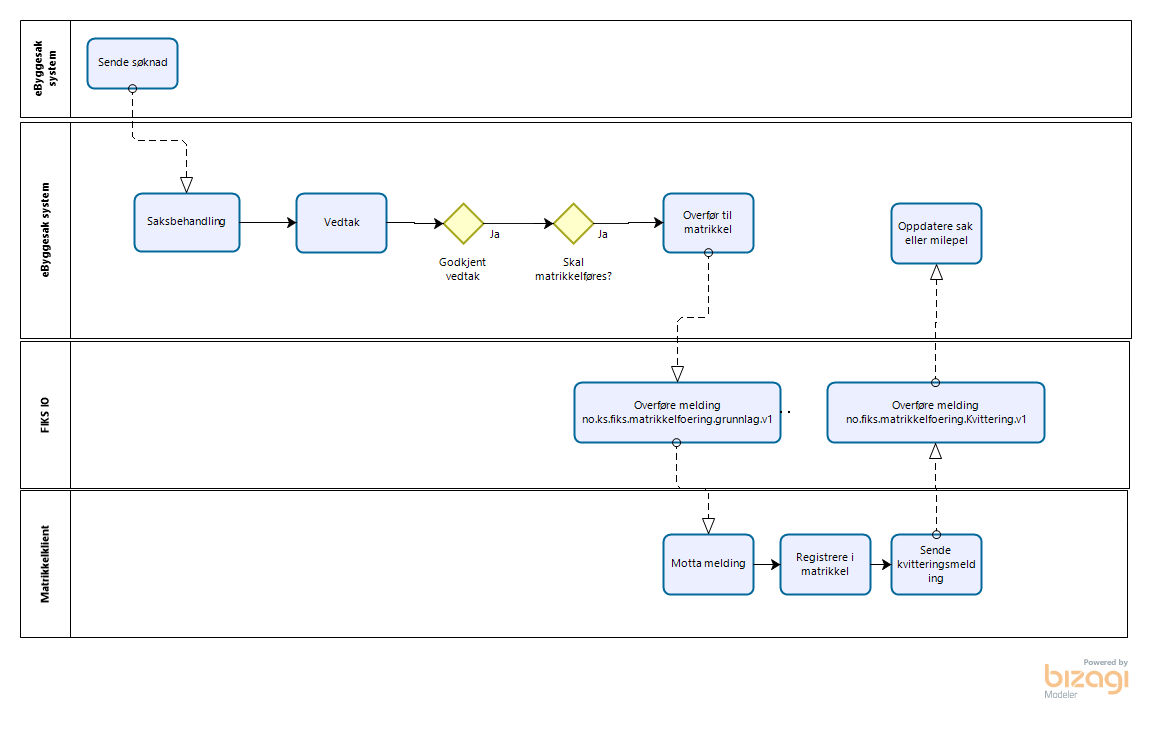 eByggesak
system
Sende søknad
eByggesak system
Saksbehandling
Vedtak
Ja
Godkjent
vedtak
Ja
Skal
matrikkelføres?
Overfør til
matrikkel
Oppdatere sak
eller milepel
FIKS IO
Overføre melding
no.ks.fiks.matrikkelfoering.grunnlag.v1
Overføre melding
no.fiks.matrikkelfoering.Kvittering.v1
Matrikkelklient
Motta melding
Registrere i
matrikkel
Sende
kvitteringsmeld
ing
Powered by
bizagi
Modeler